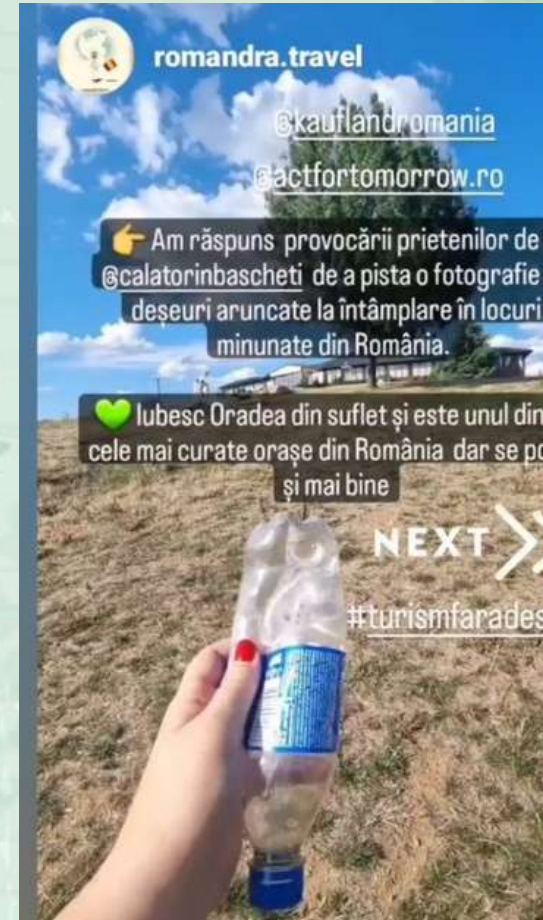 romandra.travel
@kauflandromania
@actfortomorrow.ro
👉 Am răspuns provocării prietenilor de
@calatorinbascheti de a pista o fotografie
deșeuri aruncate la întâmplare în locuri
minunate din România.
💚 Iubesc Oradea din suflet și este unul din
cele mai curate orașe din România dar se po
și mai bine
NEXT
#turismfarades